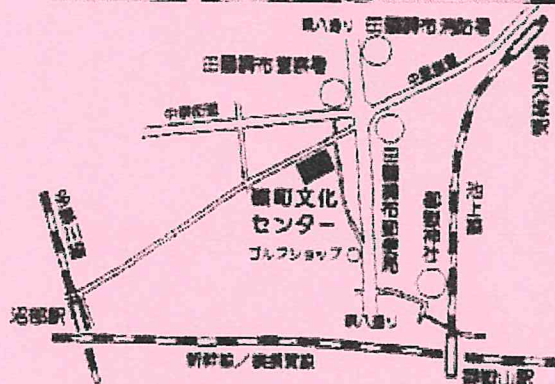 環八通り
田園調布消防署
田園調布警察署
中原街道
中原街道
雪が谷大塚駅
田園調布郵便局
池上線
嶺町文化
センター
多摩川線
ゴルフショップ
沼部駅
環八通り
新幹線/横須賀線
御嶽山駅